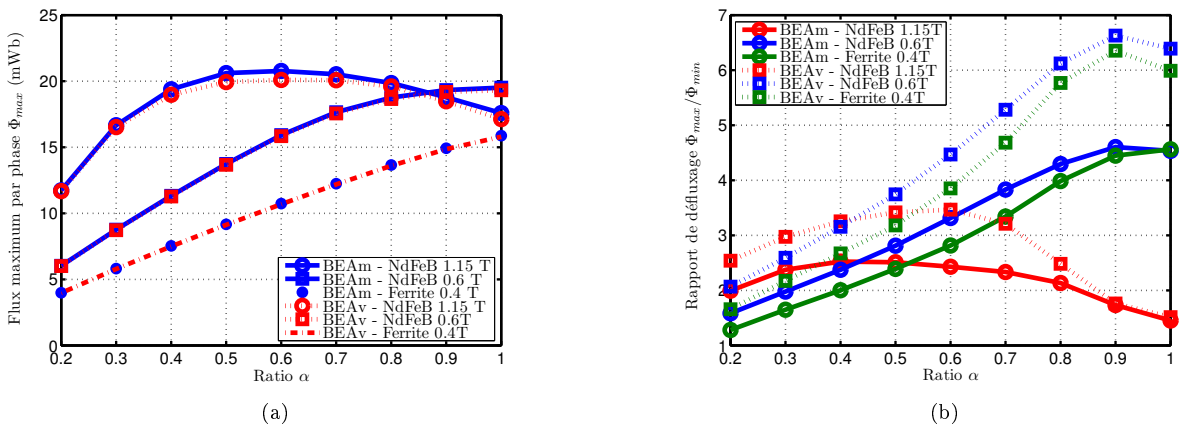 Flux maximum par phase Φmax (mWb)
25
20
15
10
5
0
BEAm - NdFeB 1.15 T
BEAm - NdFeB 0.6 T
BEAm - Ferrite 0.4 T
BEAv - NdFeB 1.15 T
BEAv - NdFeB 0.6T
BEAv - Ferrite 0.4T
0.2 0.3 0.4 0.5 0.6 0.7 0.8 0.9 1
Ratio α
(a)
Rapport de défluxage Φmax/Φmin
7
6
5
4
3
2
1
BEAm - NdFeB 1.15T
BEAm - NdFeB 0.6T
BEAm - Ferrite 0.4T
BEAv - NdFeB 1.15T
BEAv - NdFeB 0.6T
BEAv - Ferrite 0.4T
0.2 0.3 0.4 0.5 0.6 0.7 0.8 0.9 1
Ratio α
(b)